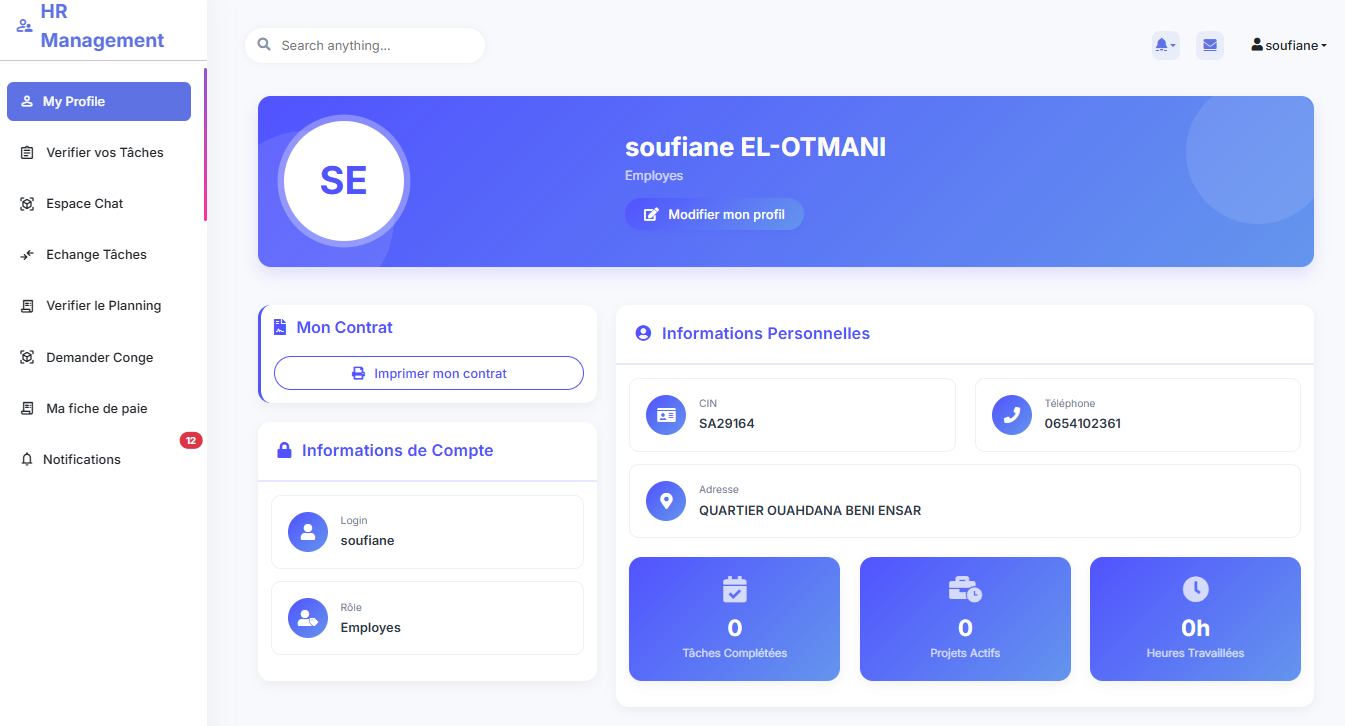 HR
Management
My Profile
Verifier vos Tâches
Espace Chat
Echange Tâches
Verifier le Planning
Demander Conge
Ma fiche de paie
12
Notifications
Search anything...
soufiane
SE
soufiane EL-OTMANI
Employes
Modifier mon profil
Mon Contrat
Imprimer mon contrat
Informations de Compte
Login
soufiane
Rôle
Employes
Informations Personnelles
CIN
SA29164
Téléphone
0654102361
Adresse
QUARTIER OUAHDANA BENI ENSAR
0
Tâches Complétées
0
Projets Actifs
0h
Heures Travaillées